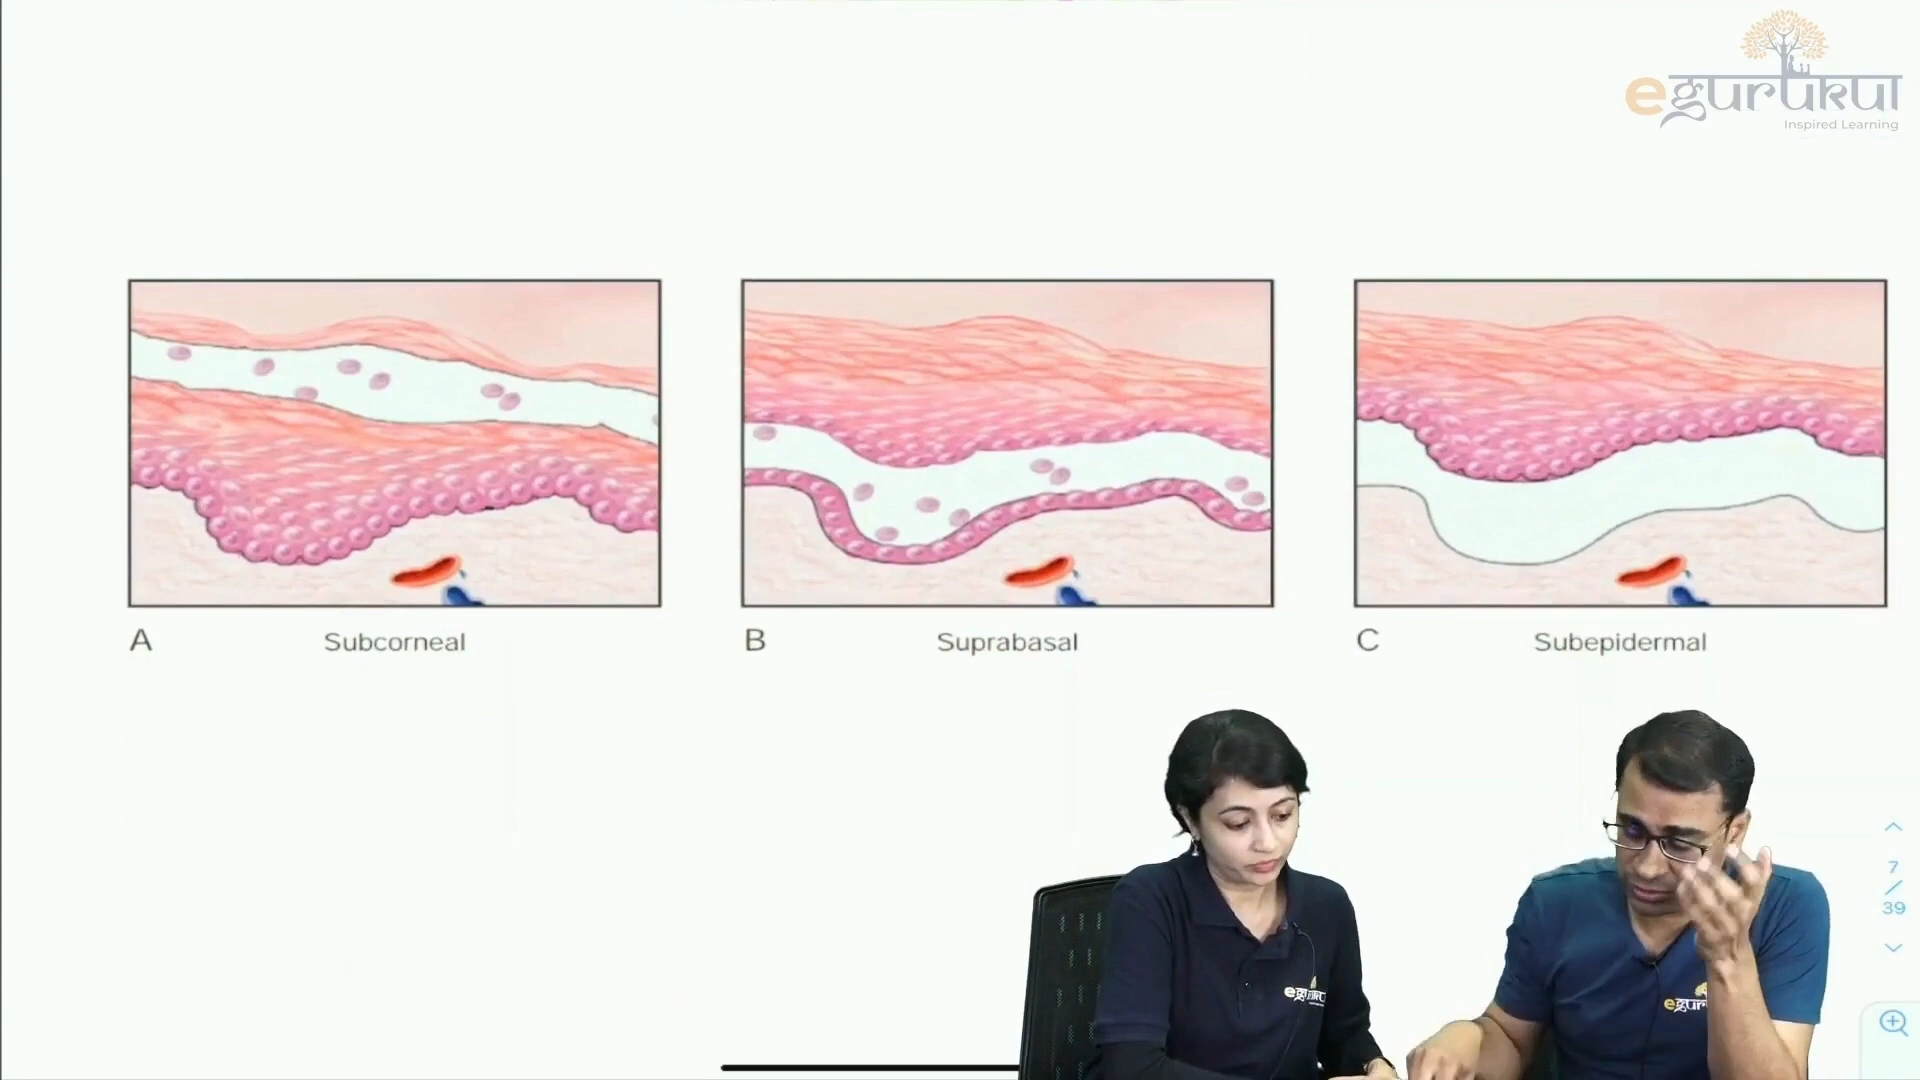 egurukul
Inspired Learning
A Subcorneal
B Suprabasal
C Subepidermal
7
/
39